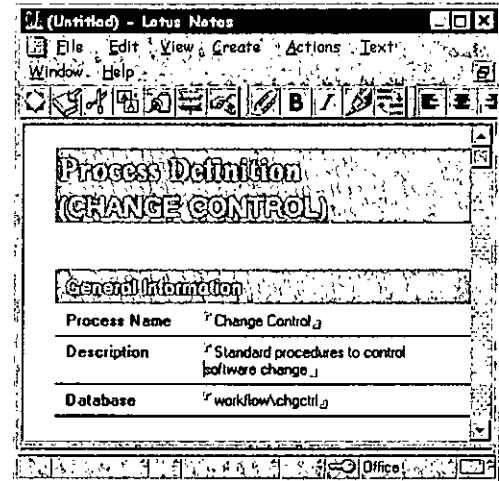 (Untitled) - Lotus Notes
File Edit View Create Actions Text
Window Help
B I
Process Definition
(CHANGE CONTROL)
General Information
Process Name Change Control
Description Standard procedures to control
software change
Database workflow\chgctrl
Office